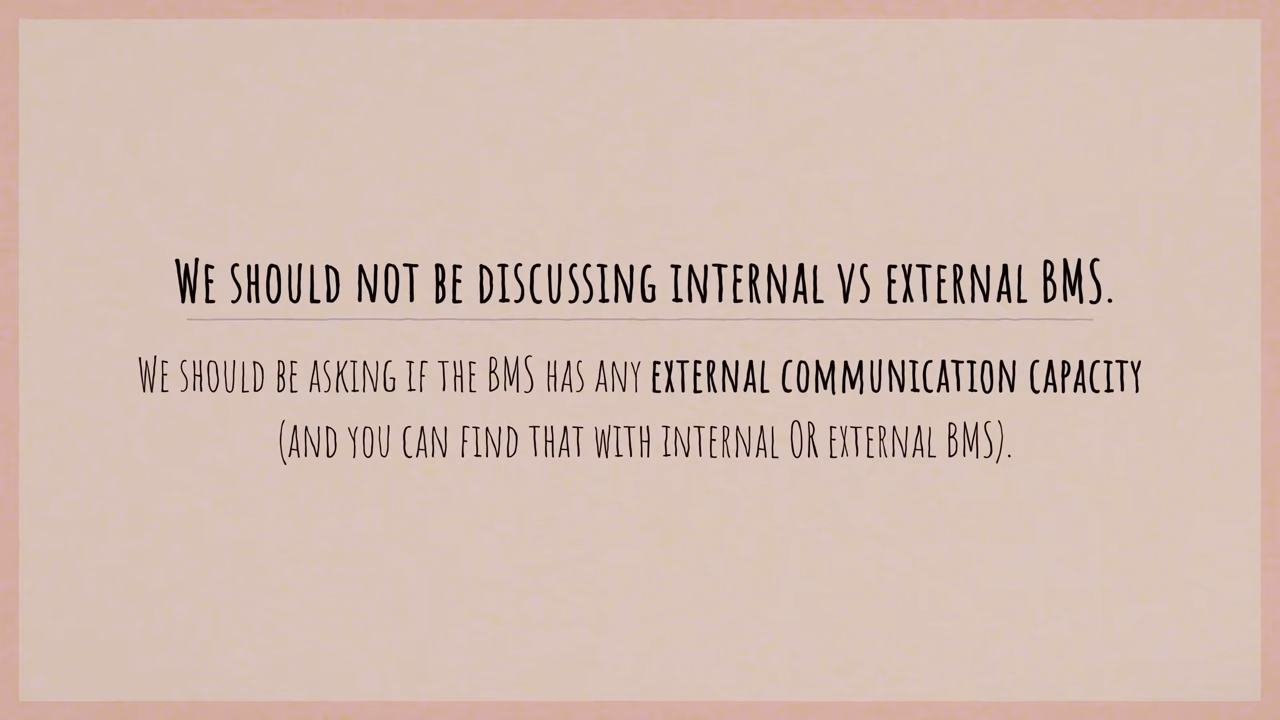 We should not be discussing internal vs external BMS.
We should be asking if the BMS has any external communication capacity
(and you can find that with internal OR external BMS).